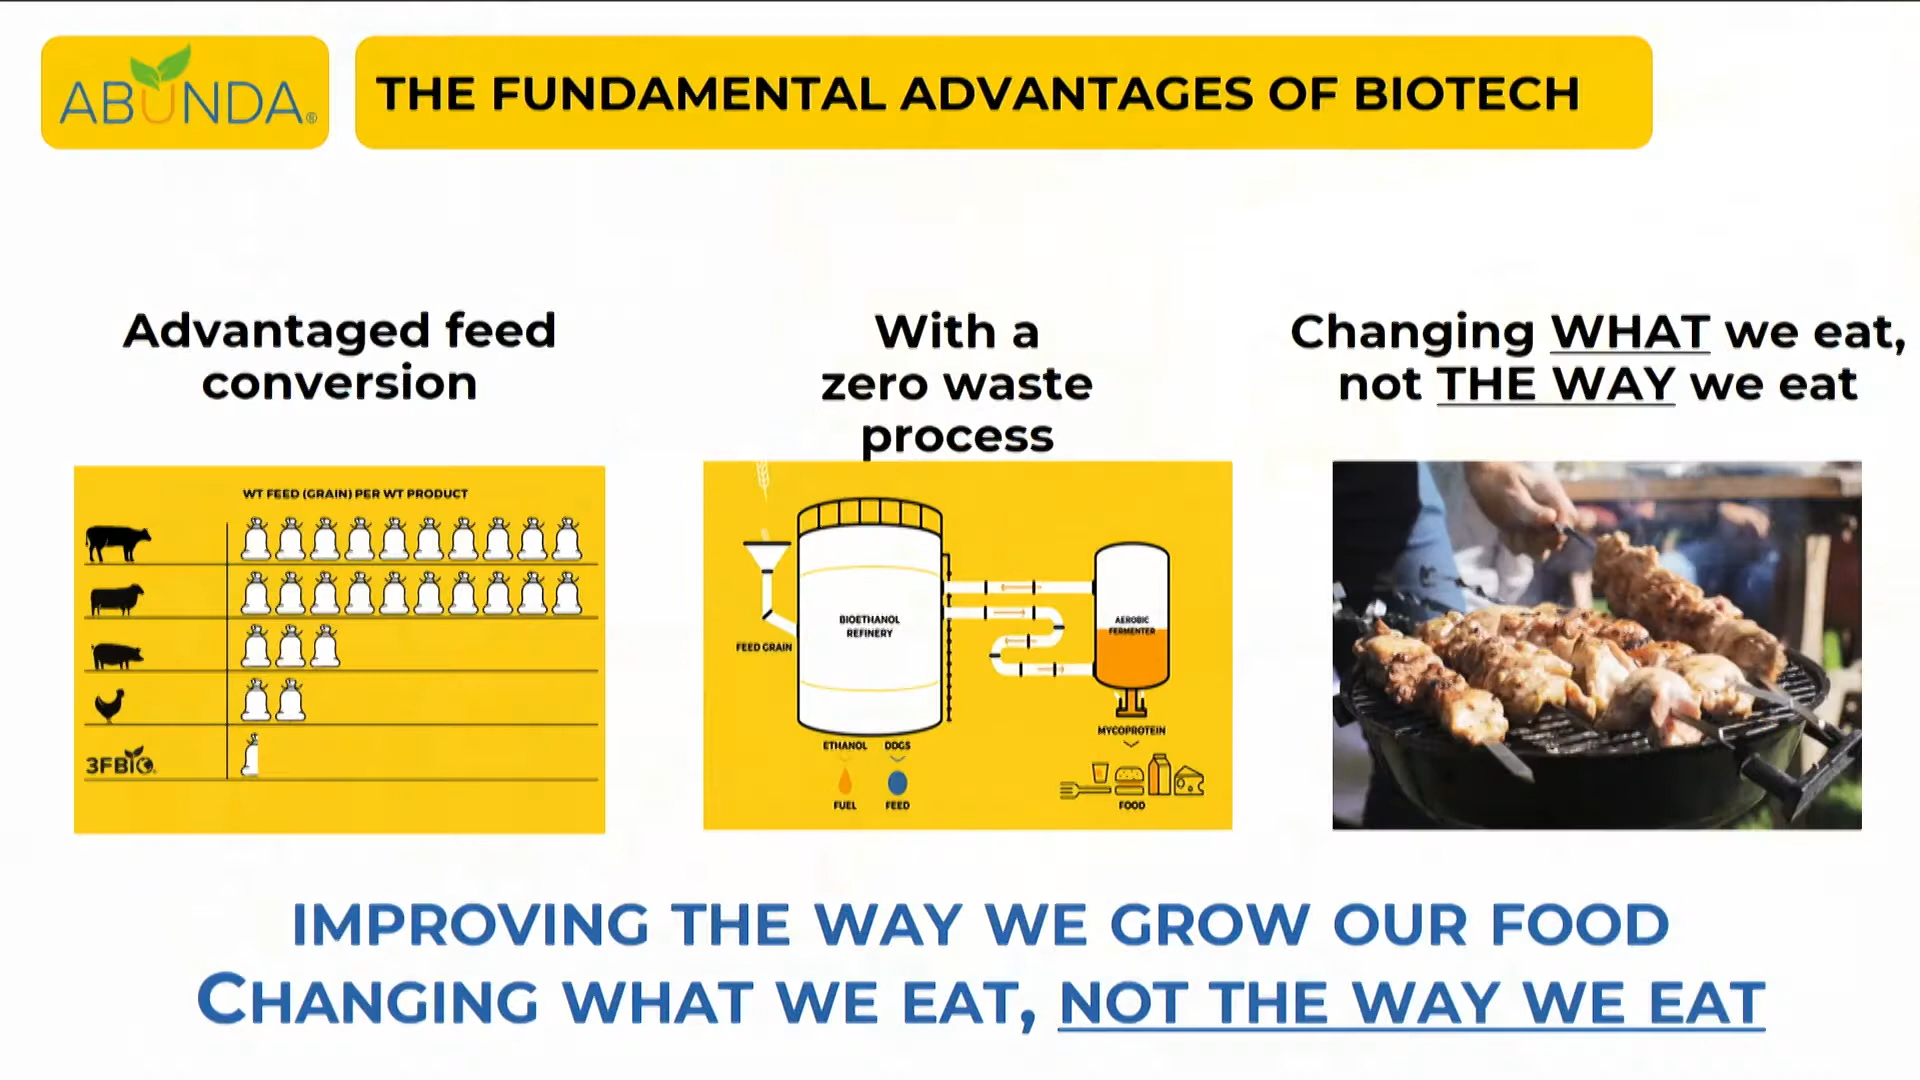 ABUNDA®
THE FUNDAMENTAL ADVANTAGES OF BIOTECH
Advantaged feed
conversion
WT FEED (GRAIN) PER WT PRODUCT
3FBIO
With a
zero waste
process
FEED GRAIN
BIOETHANOL
REFINERY
AEROBIC
FERMENTER
ETHANOL DDGS
FUEL FEED
MYCOPROTEIN
FOOD
Changing WHAT we eat,
not THE WAY we eat
IMPROVING THE WAY WE GROW OUR FOOD
CHANGING WHAT WE EAT, NOT THE WAY WE EAT